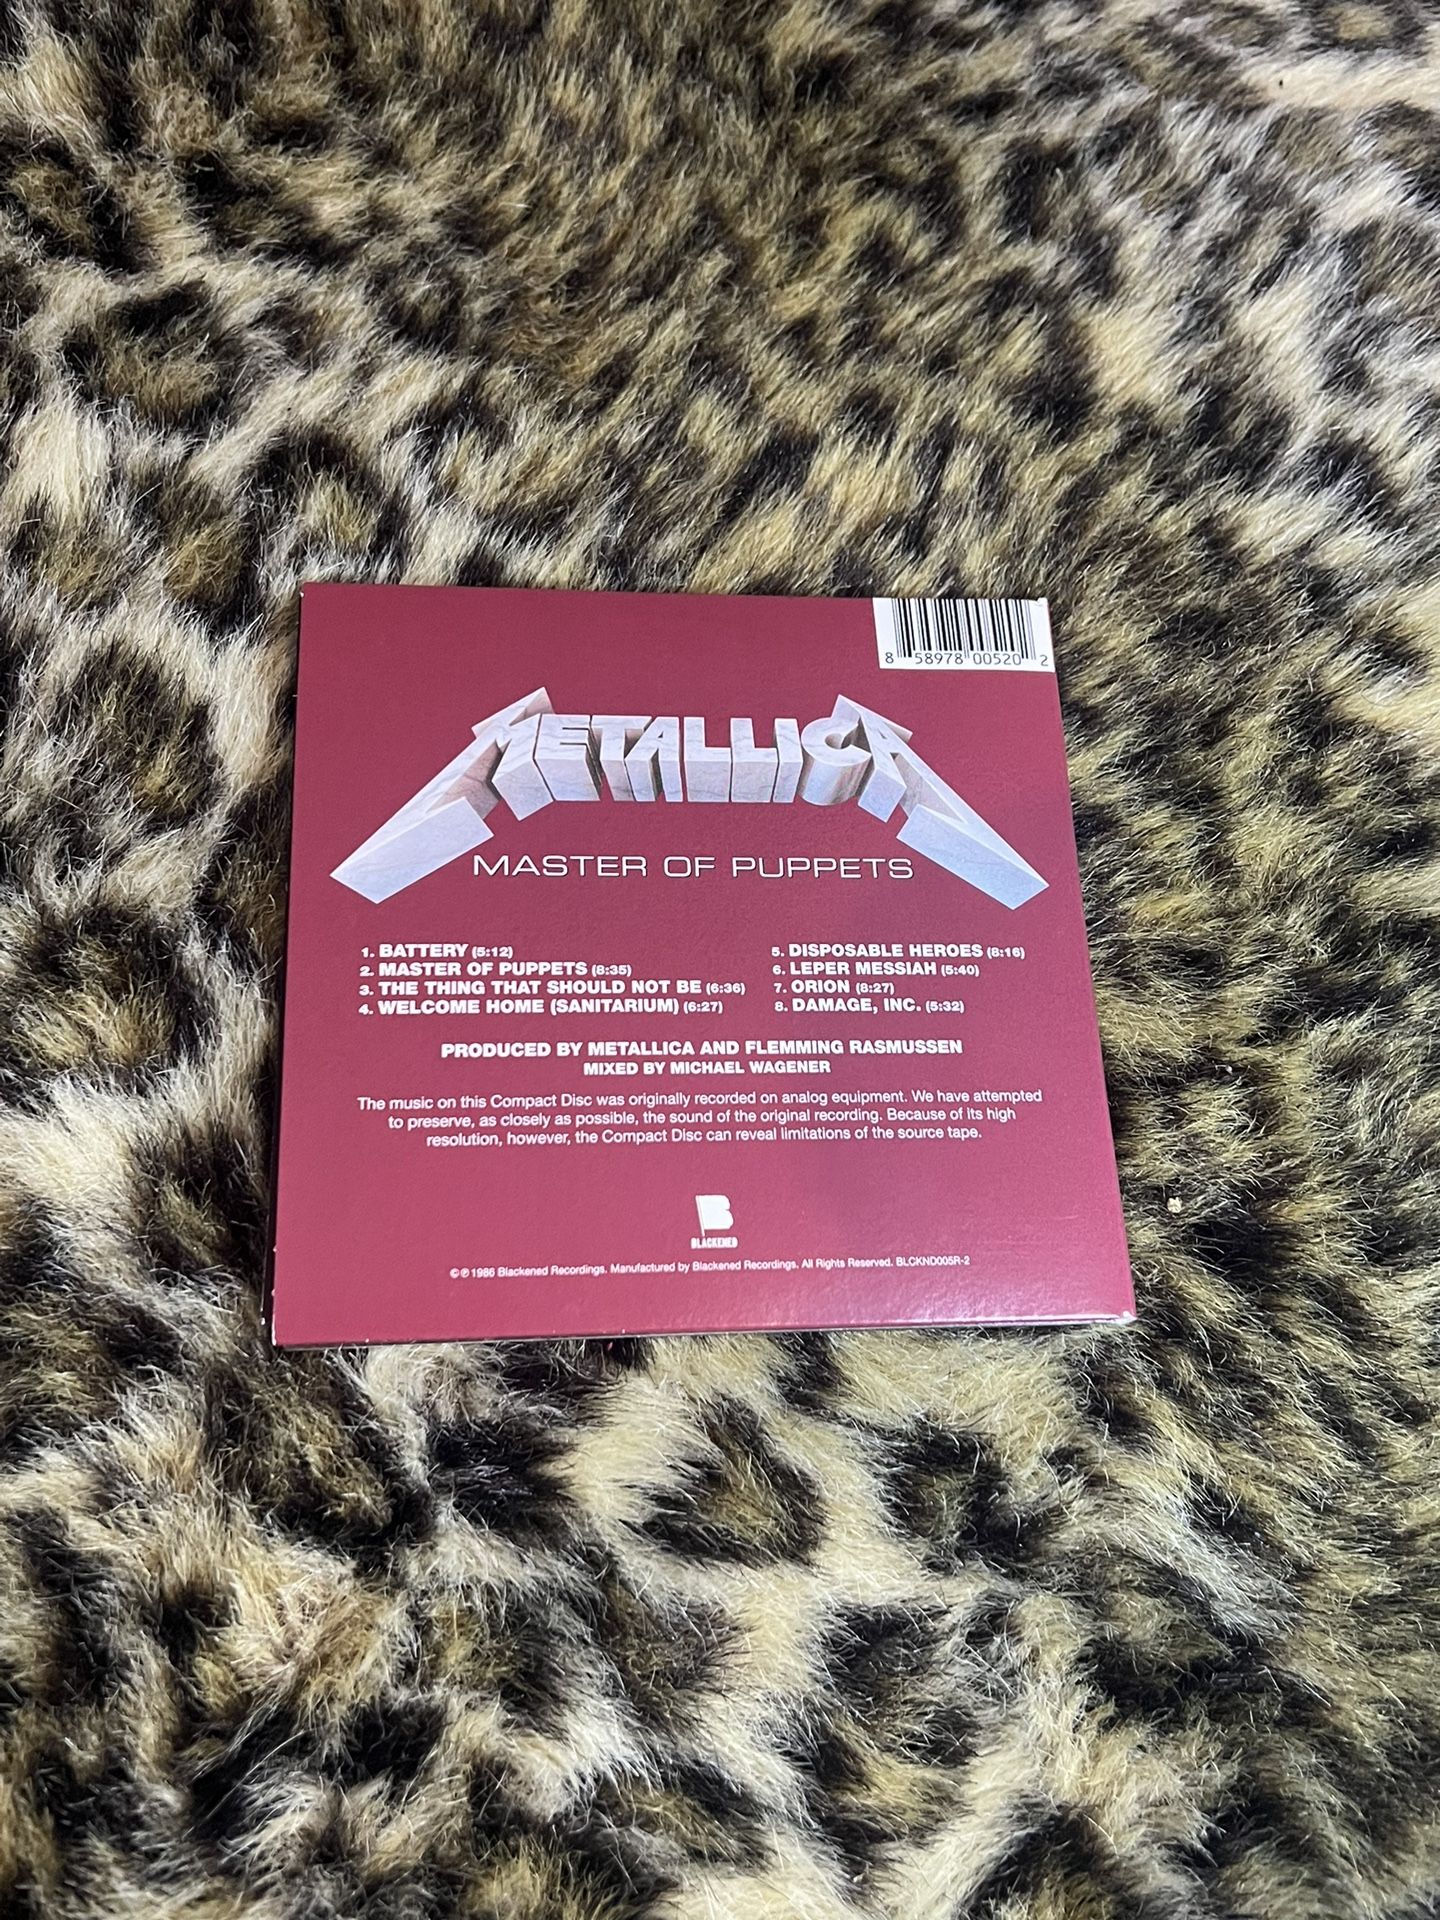 8 58978 00520 2
METALLICA
MASTER OF PUPPETS
1. BATTERY (5:12)
2. MASTER OF PUPPETS (8:35)
3. THE THING THAT SHOULD NOT BE (6:36)
4. WELCOME HOME (SANITARIUM) (6:27)
5. DISPOSABLE HEROES (8:16)
6. LEPER MESSIAH (5:40)
7. ORION (8:27)
8. DAMAGE, INC. (5:32)
PRODUCED BY METALLICA AND FLEMMING RASMUSSEN
MIXED BY MICHAEL WAGENER
The music on this Compact Disc was originally recorded on analog equipment. We have attempted
to preserve, as closely as possible, the sound of the original recording. Because of its high
resolution, however, the Compact Disc can reveal limitations of the source tape.
B
BLACKENED
© ℗ 1986 Blackened Recordings. Manufactured by Blackened Recordings. All Rights Reserved. BLCKND005R-2